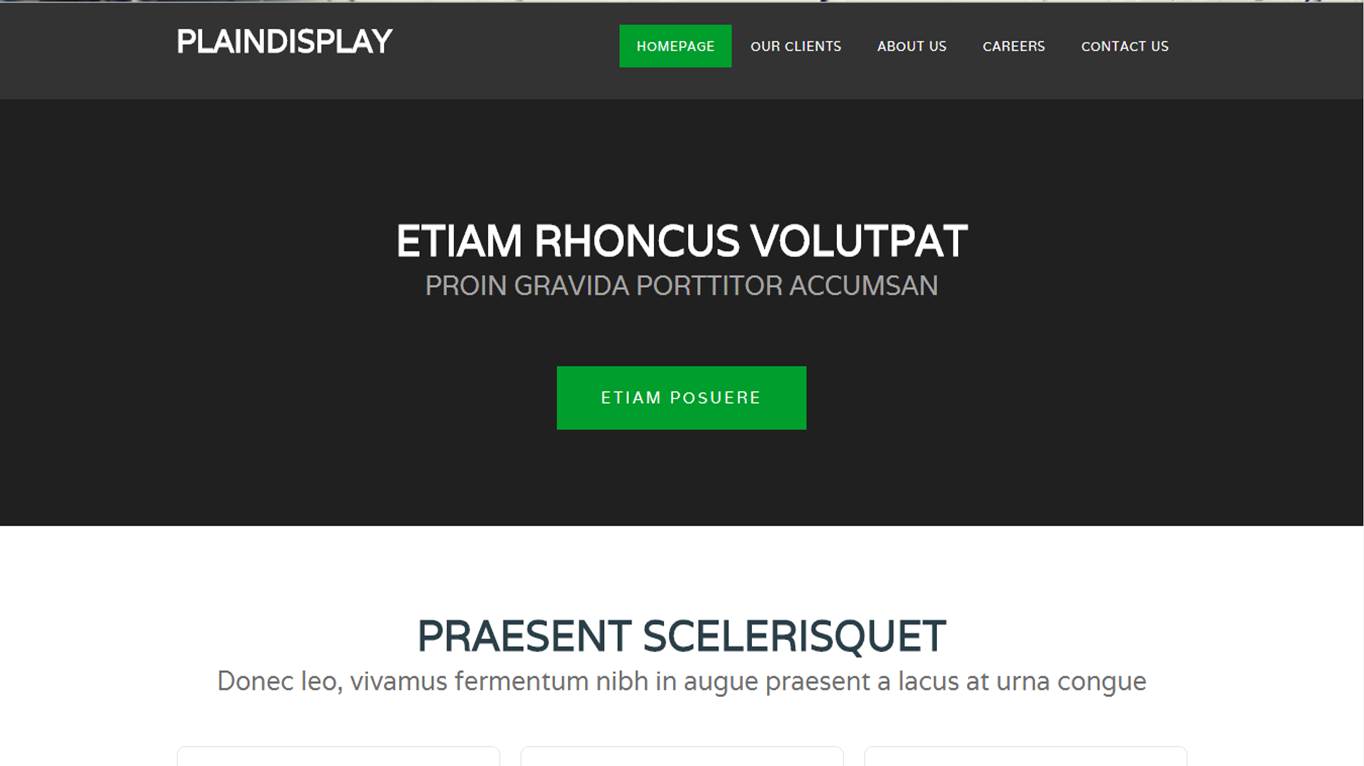 PLAINDISPLAY
HOMEPAGE OUR CLIENTS ABOUT US CAREERS CONTACT US
ETIAM RHONCUS VOLUTPAT
PROIN GRAVIDA PORTTITOR ACCUMSAN
ETIAM POSUERE
PRAESENT SCELERISQUET
Donec leo, vivamus fermentum nibh in augue praesent a lacus at urna congue